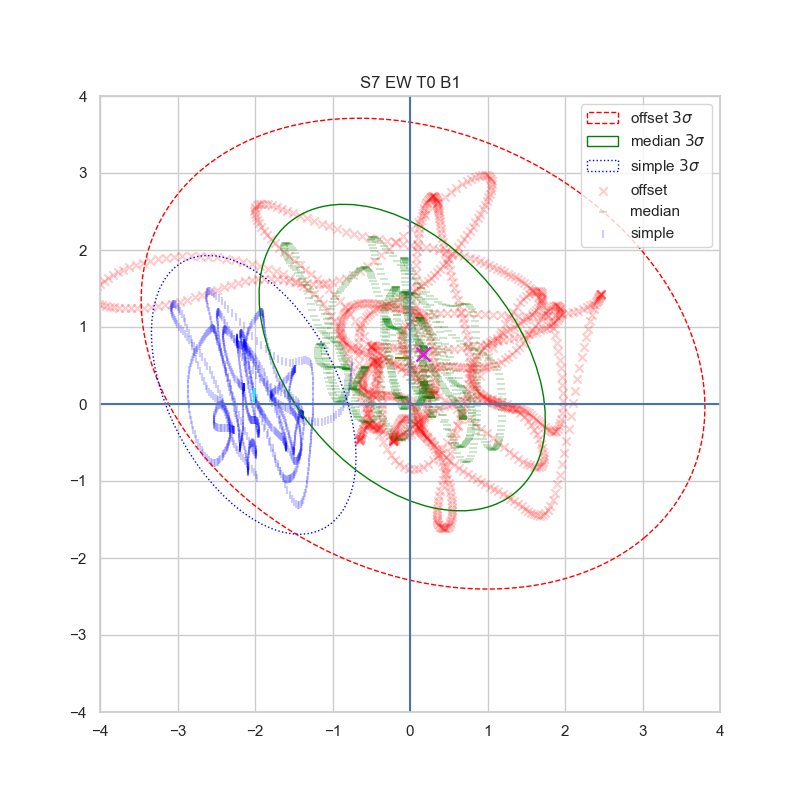 S7 EW T0 B1
4
3
2
1
0
−1
−2
−3
−4
−4 −3 −2 −1 0 1 2 3 4
offset 3σ
median 3σ
simple 3σ
offset
median
simple